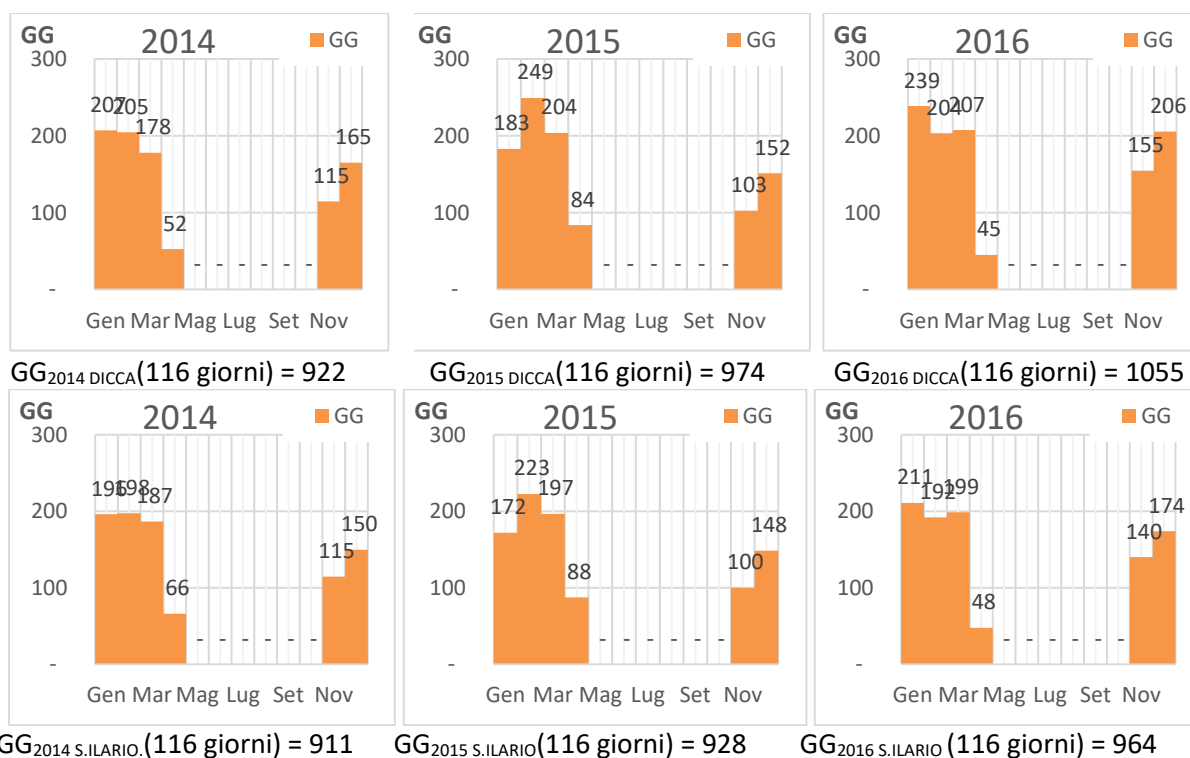 GG 2014 GG
300
207 205 178 165
200
115
100
52
- - - - - -
-
Gen Mar Mag Lug Set Nov
GG2014 DICCA(116 giorni) = 922
GG 2015 GG
300
249
183 204
200
152
103
100
84
- - - - - -
-
Gen Mar Mag Lug Set Nov
GG2015 DICCA(116 giorni) = 974
GG 2016 GG
300
239 204 207 206
200
155
100
45
- - - - - -
-
Gen Mar Mag Lug Set Nov
GG2016 DICCA(116 giorni) = 1055
GG 2014 GG
300
196 198 187
200
150
115
100
66
- - - - - -
-
Gen Mar Mag Lug Set Nov
GG2014 S.ILARIO.(116 giorni) = 911
GG 2015 GG
300
223
172 197
200
148
100
100
88
- - - - - -
-
Gen Mar Mag Lug Set Nov
GG2015 S.ILARIO(116 giorni) = 928
GG 2016 GG
300
211 192 199
200
174
140
100
48
- - - - - -
-
Gen Mar Mag Lug Set Nov
GG2016 S.ILARIO (116 giorni) = 964